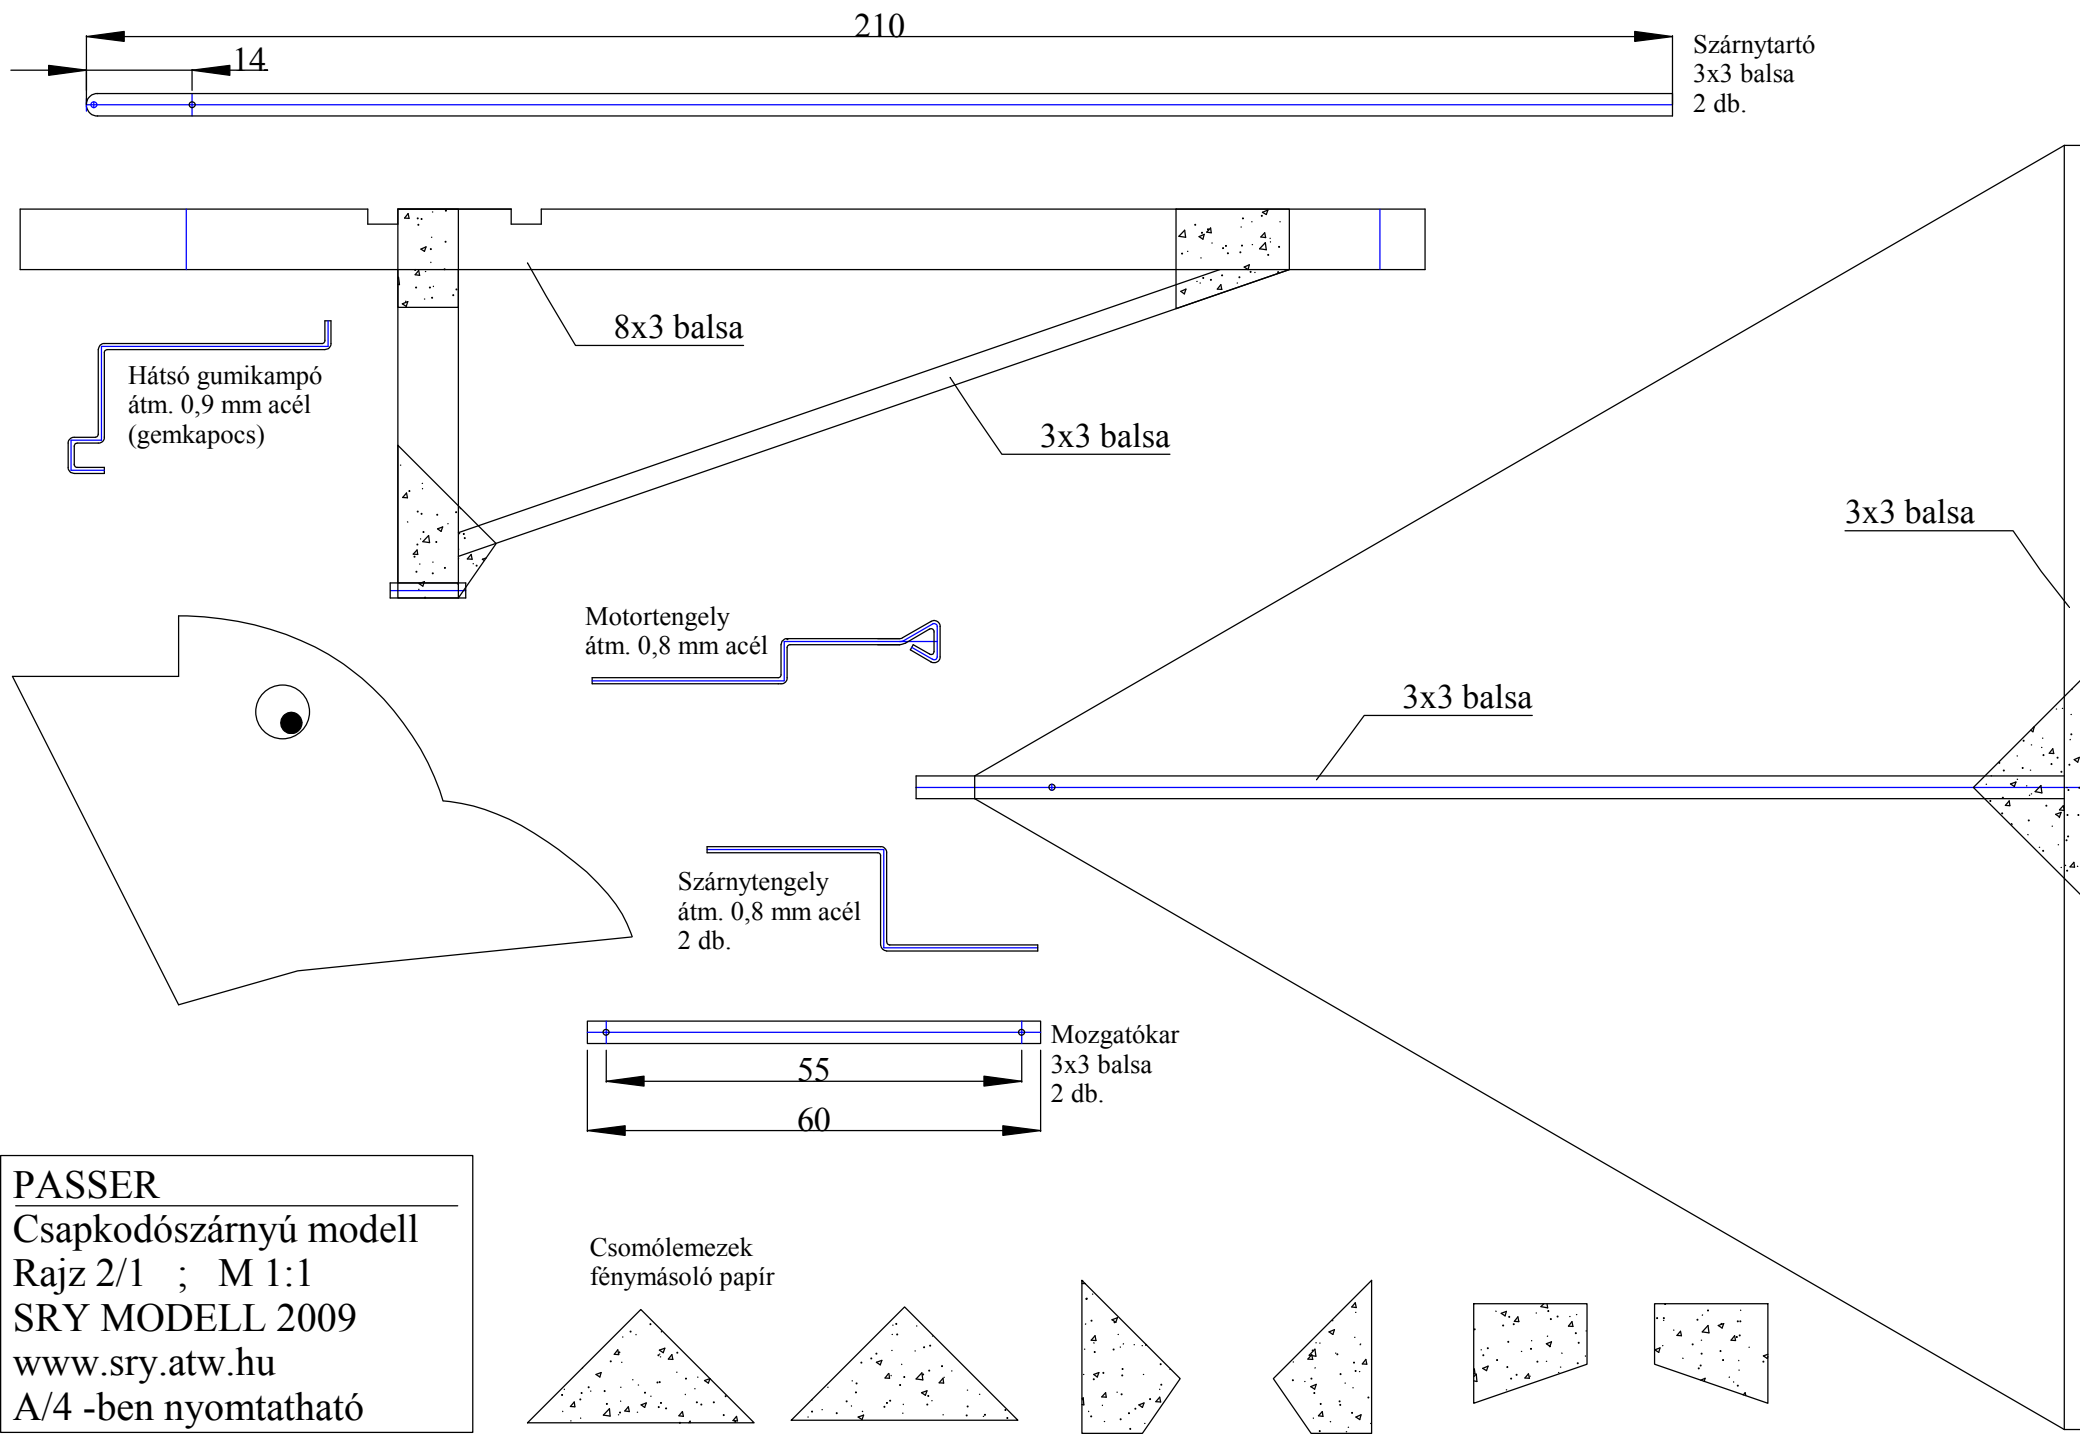 210
14
Szárnytartó
3x3 balsa
2 db.
8x3 balsa
Hátsó gumikampó
átm. 0,9 mm acél
(gemkapocs)
3x3 balsa
3x3 balsa
Motortengely
átm. 0,8 mm acél
3x3 balsa
Szárnytengely
átm. 0,8 mm acél
2 db.
Mozgatókar
3x3 balsa
2 db.
55
60
PASSER
Csapkodószárnyú modell
Rajz 2/1 ; M 1:1
SRY MODELL 2009
www.sry.atw.hu
A/4 -ben nyomtatható
Csomólemezek
fénymásoló papír